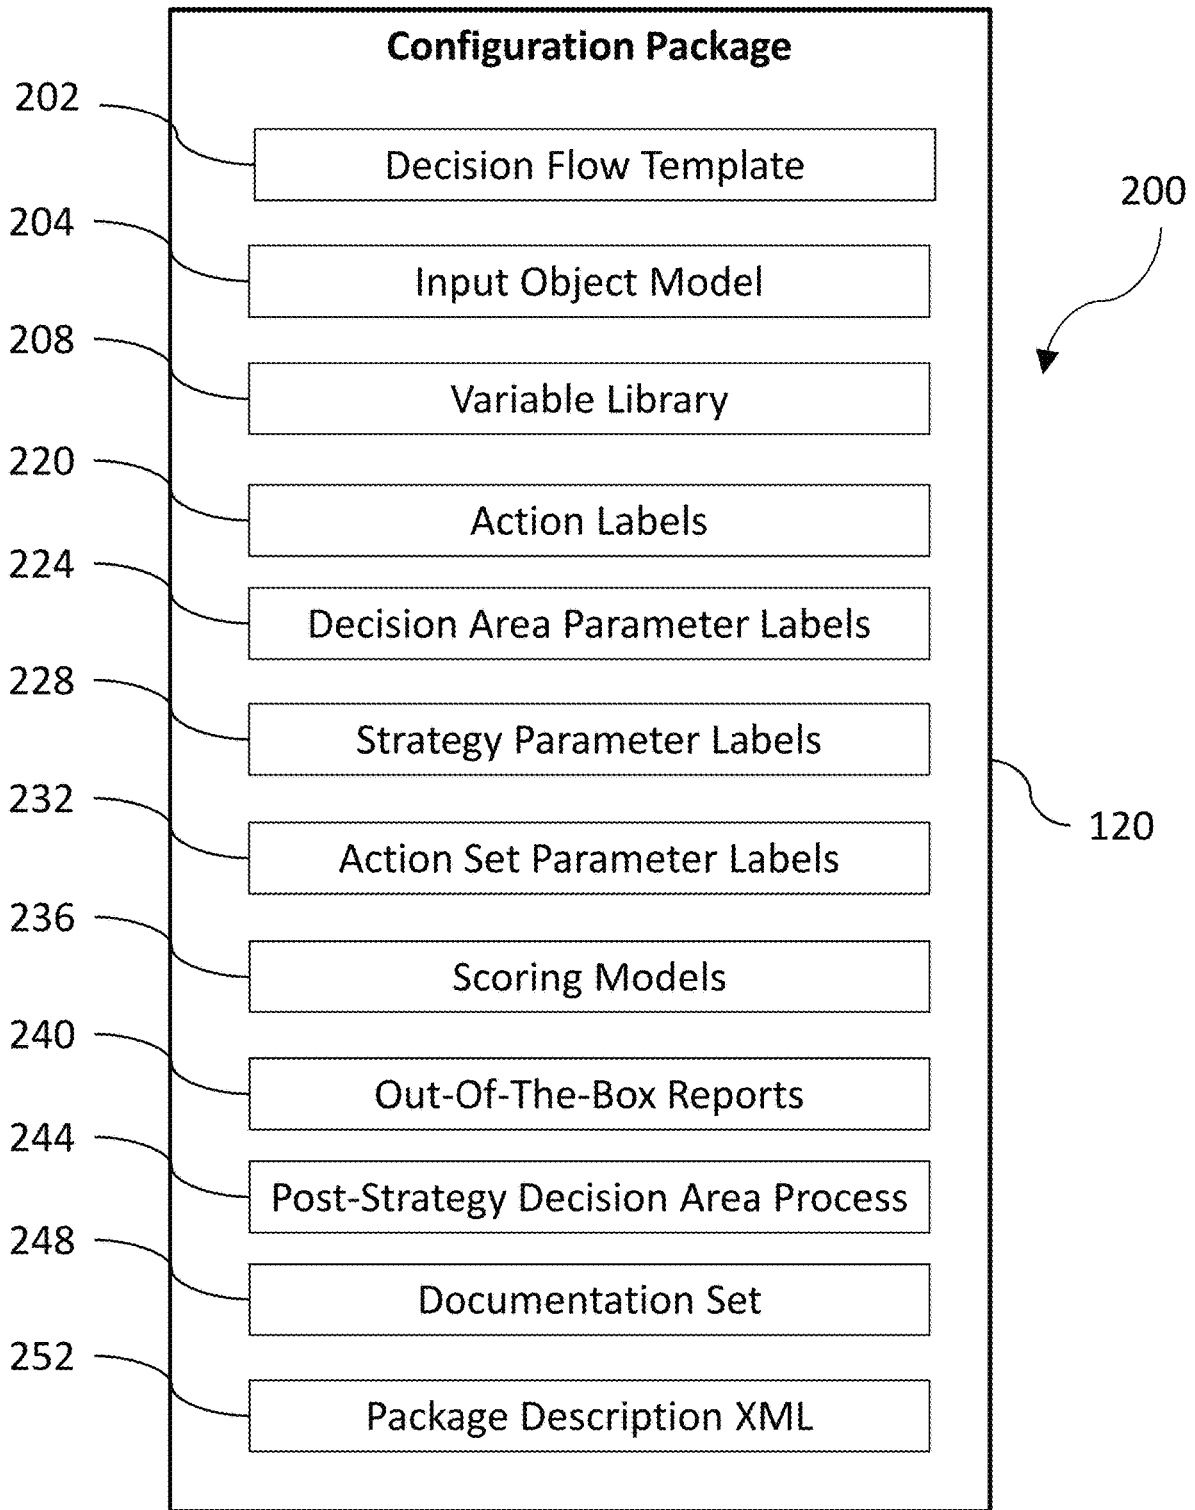 Configuration Package
202
Decision Flow Template
200
204
Input Object Model
208
Variable Library
220
Action Labels
224
Decision Area Parameter Labels
228
Strategy Parameter Labels
232
Action Set Parameter Labels
120
236
Scoring Models
240
Out-Of-The-Box Reports
244
Post-Strategy Decision Area Process
248
Documentation Set
252
Package Description XML